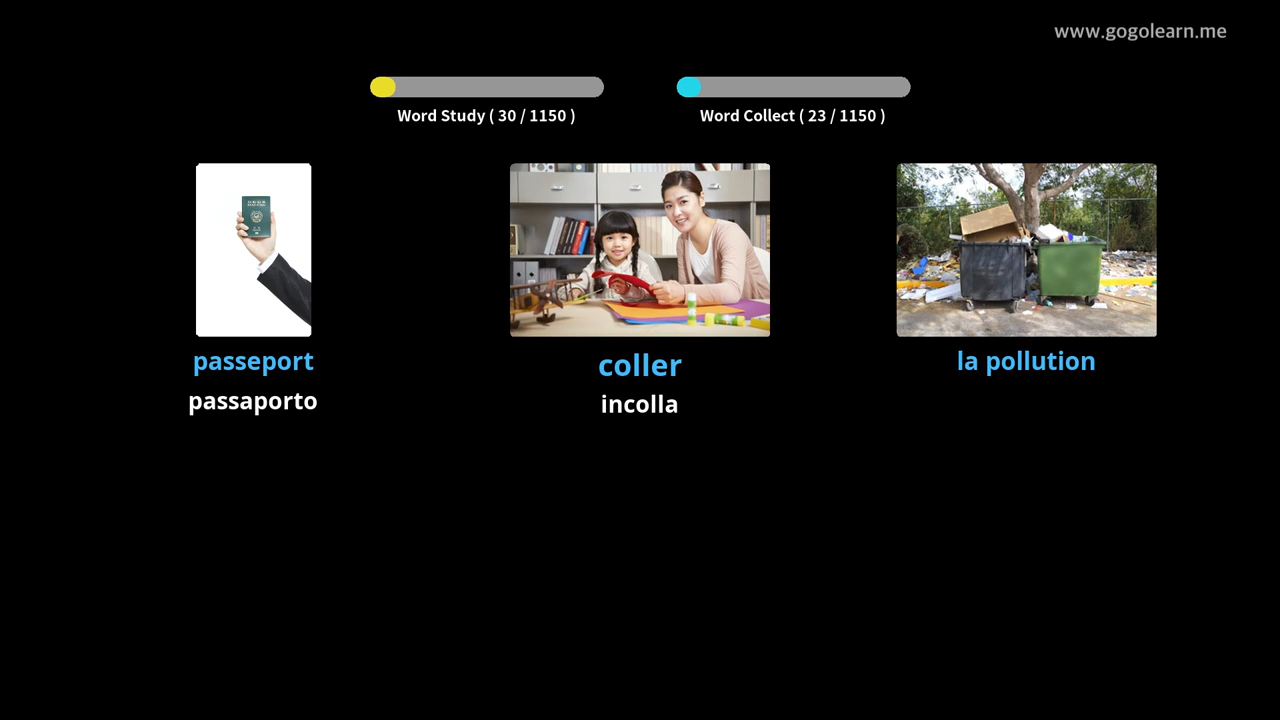 www.gogolearn.me
Word Study ( 30 / 1150 )
Word Collect ( 23 / 1150 )
passeport
passaporto
coller
incolla
la pollution